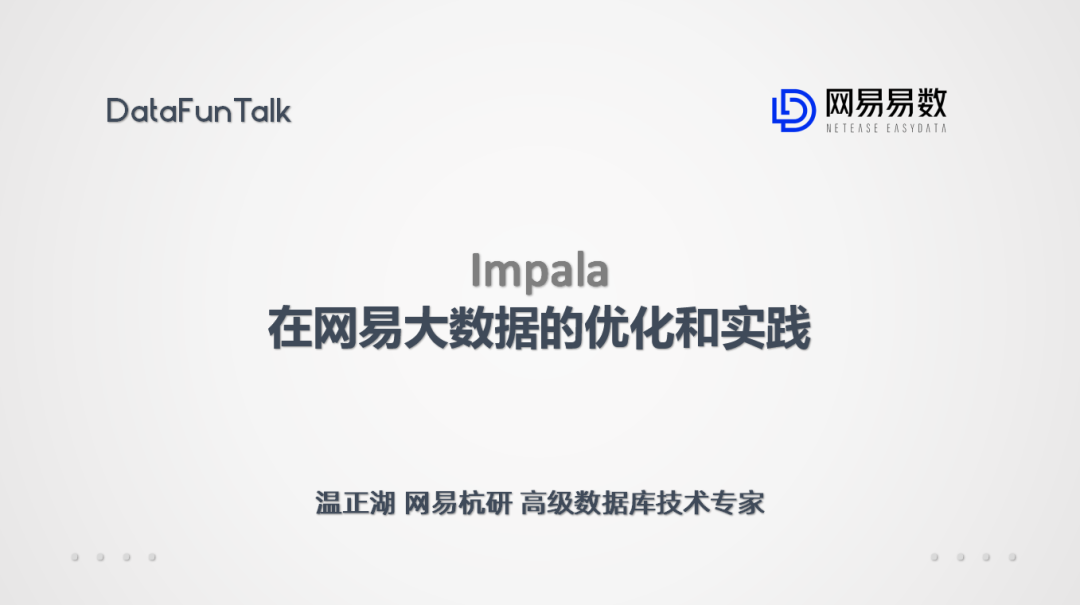 DataFunTalk
网易易数
NETEASE EASYDATA
Impala
在网易大数据的优化和实践
温正湖 网易杭研 高级数据库技术专家